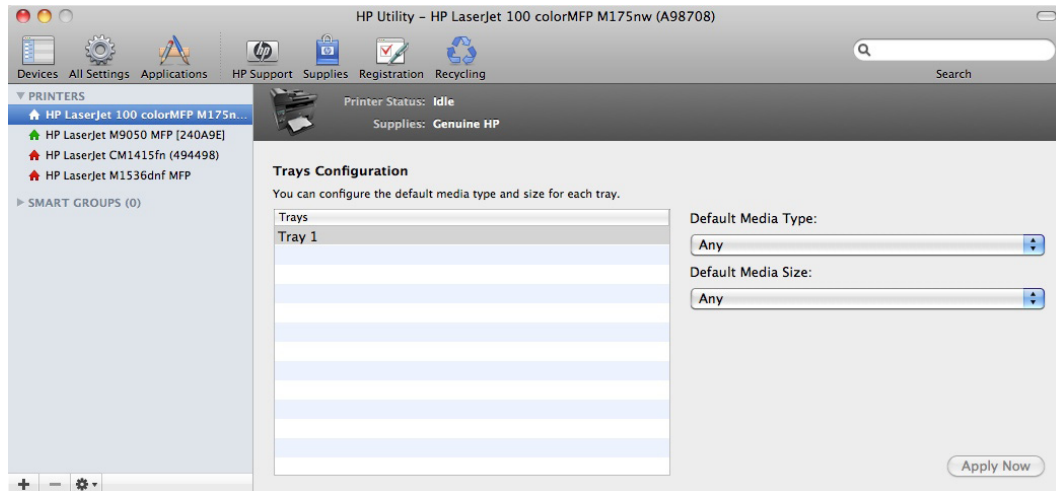 HP Utility – HP LaserJet 100 colorMFP M175nw (A98708)
Devices All Settings Applications HP Support Supplies Registration Recycling Search
PRINTERS
HP LaserJet 100 colorMFP M175n...
HP LaserJet M9050 MFP [240A9E]
HP LaserJet CM1415fn (494498)
HP LaserJet M1536dnf MFP
SMART GROUPS (0)
Printer Status: Idle
Supplies: Genuine HP
Trays Configuration
You can configure the default media type and size for each tray.
Trays
Tray 1
Default Media Type:
Any
Default Media Size:
Any
Apply Now